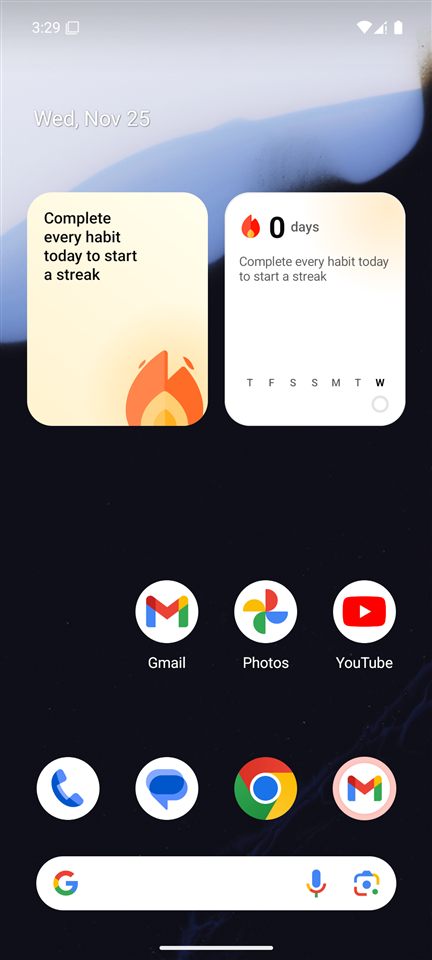 3:29
Wed, Nov 25
Complete
every habit
today to start
a streak
0 days
Complete every habit today
to start a streak
T F S S M T W
Gmail
Photos
YouTube